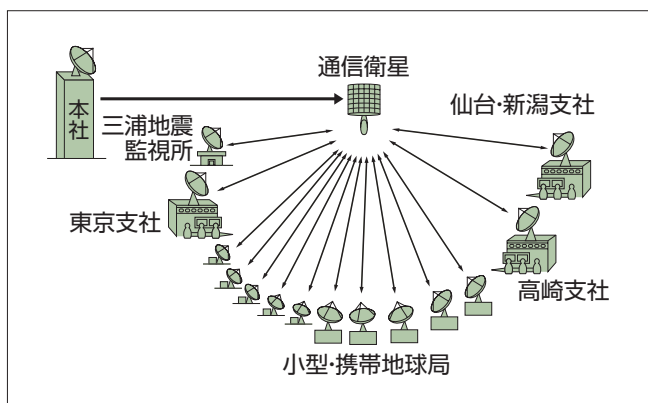 通信衛星
本社
三浦地震
監視所
仙台・新潟支社
東京支社
高崎支社
小型・携帯地球局